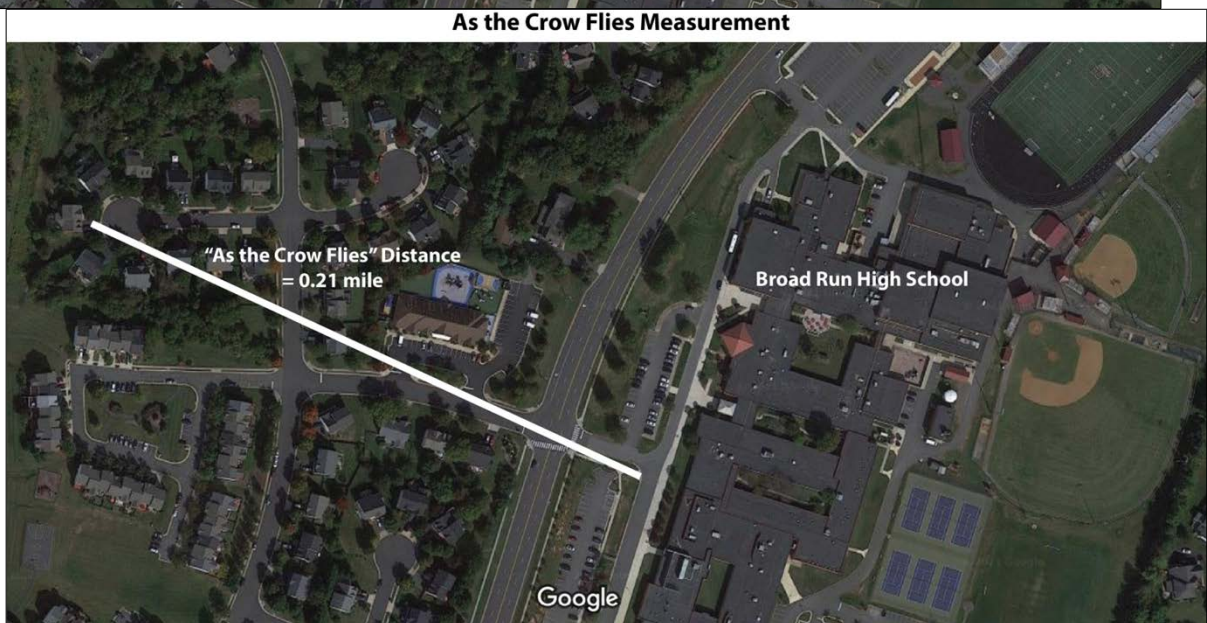 As the Crow Flies Measurement
“As the Crow Flies” Distance
= 0.21 mile
Broad Run High School
Google